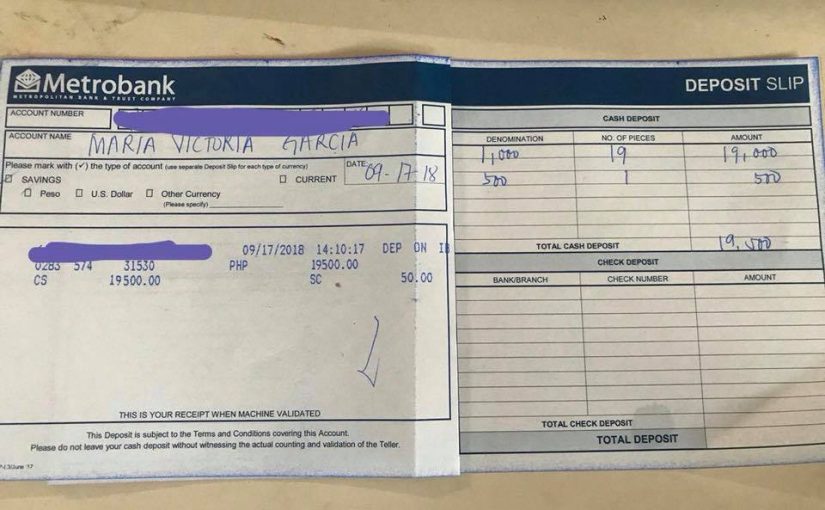 Metrobank
METROPOLITAN BANK & TRUST COMPANY
ACCOUNT NUMBER
ACCOUNT NAME MARIA VICTORIA GARCIA
Please mark with (✓) the type of account (use separate Deposit Slip for each type of currency)
SAVINGS
CURRENT
DATE 09-17-18
Peso U.S. Dollar Other Currency
(Please specify)
09/17/2018 14:10:17 DEP ON
0283 574 31530 PHP 19500.00
CS 19500.00 SC 50.00
THIS IS YOUR RECEIPT WHEN MACHINE VALIDATED
This Deposit is subject to the Terms and Conditions covering this Account.
Please do not leave your cash deposit without witnessing the actual counting and validation of the Teller.
DEPOSIT SLIP
CASH DEPOSIT
DENOMINATION NO. OF PIECES AMOUNT
1,000 19 19,000
500 1 500
TOTAL CASH DEPOSIT 19,500
CHECK DEPOSIT
BANK/BRANCH CHECK NUMBER AMOUNT
TOTAL CHECK DEPOSIT
TOTAL DEPOSIT